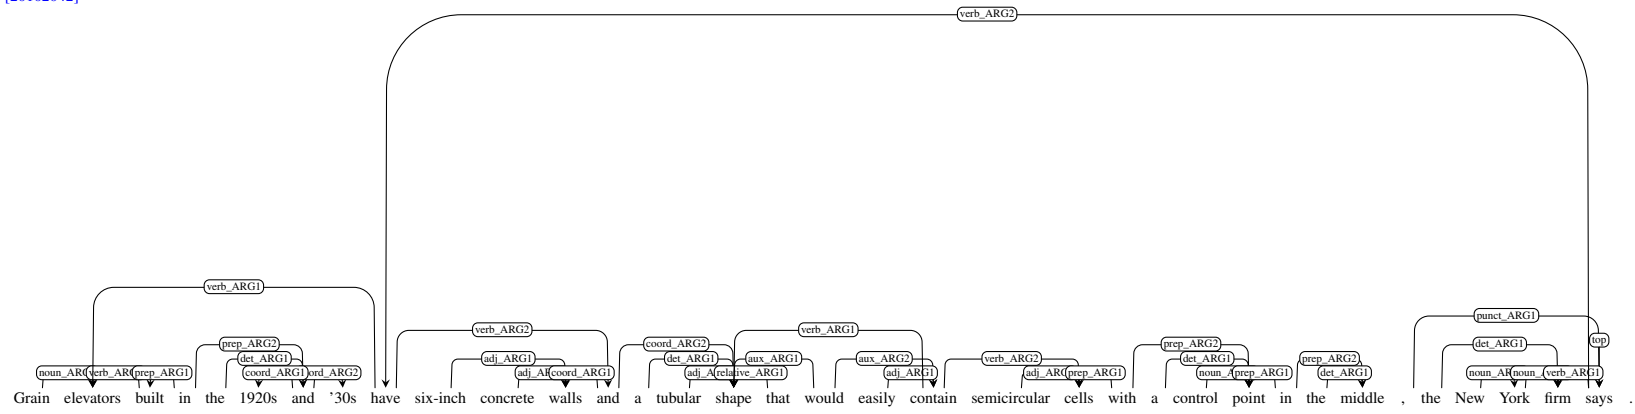 verb_ARG2
verb_ARG1
punct_ARG1
verb_ARG2 verb_ARG1
top
prep_ARG2 coord_ARG2 prep_ARG2 det_ARG1
det_ARG1 adj_ARG1 det_ARG1 aux_ARG1 aux_ARG2 verb_ARG2 det_ARG1 prep_ARG2
prep_ARG1 coord_ARG1 coord_ARG1 adj_ARG1 prep_ARG1 prep_ARG1 det_ARG1 verb_ARG1
Grain elevators built in the 1920s and '30s have six-inch concrete walls and a tubular shape that would easily contain semicircular cells with a control point in the middle , the New York firm says .